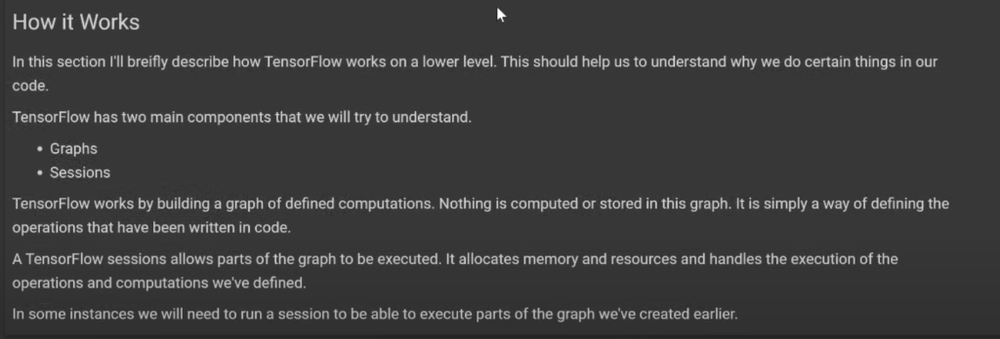 How it Works
In this section I'll breifly describe how TensorFlow works on a lower level. This should help us to understand why we do certain things in our
code.
TensorFlow has two main components that we will try to understand.
• Graphs
• Sessions
TensorFlow works by building a graph of defined computations. Nothing is computed or stored in this graph. It is simply a way of defining the
operations that have been written in code.
A TensorFlow sessions allows parts of the graph to be executed. It allocates memory and resources and handles the execution of the
operations and computations we've defined.
In some instances we will need to run a session to be able to execute parts of the graph we've created earlier.